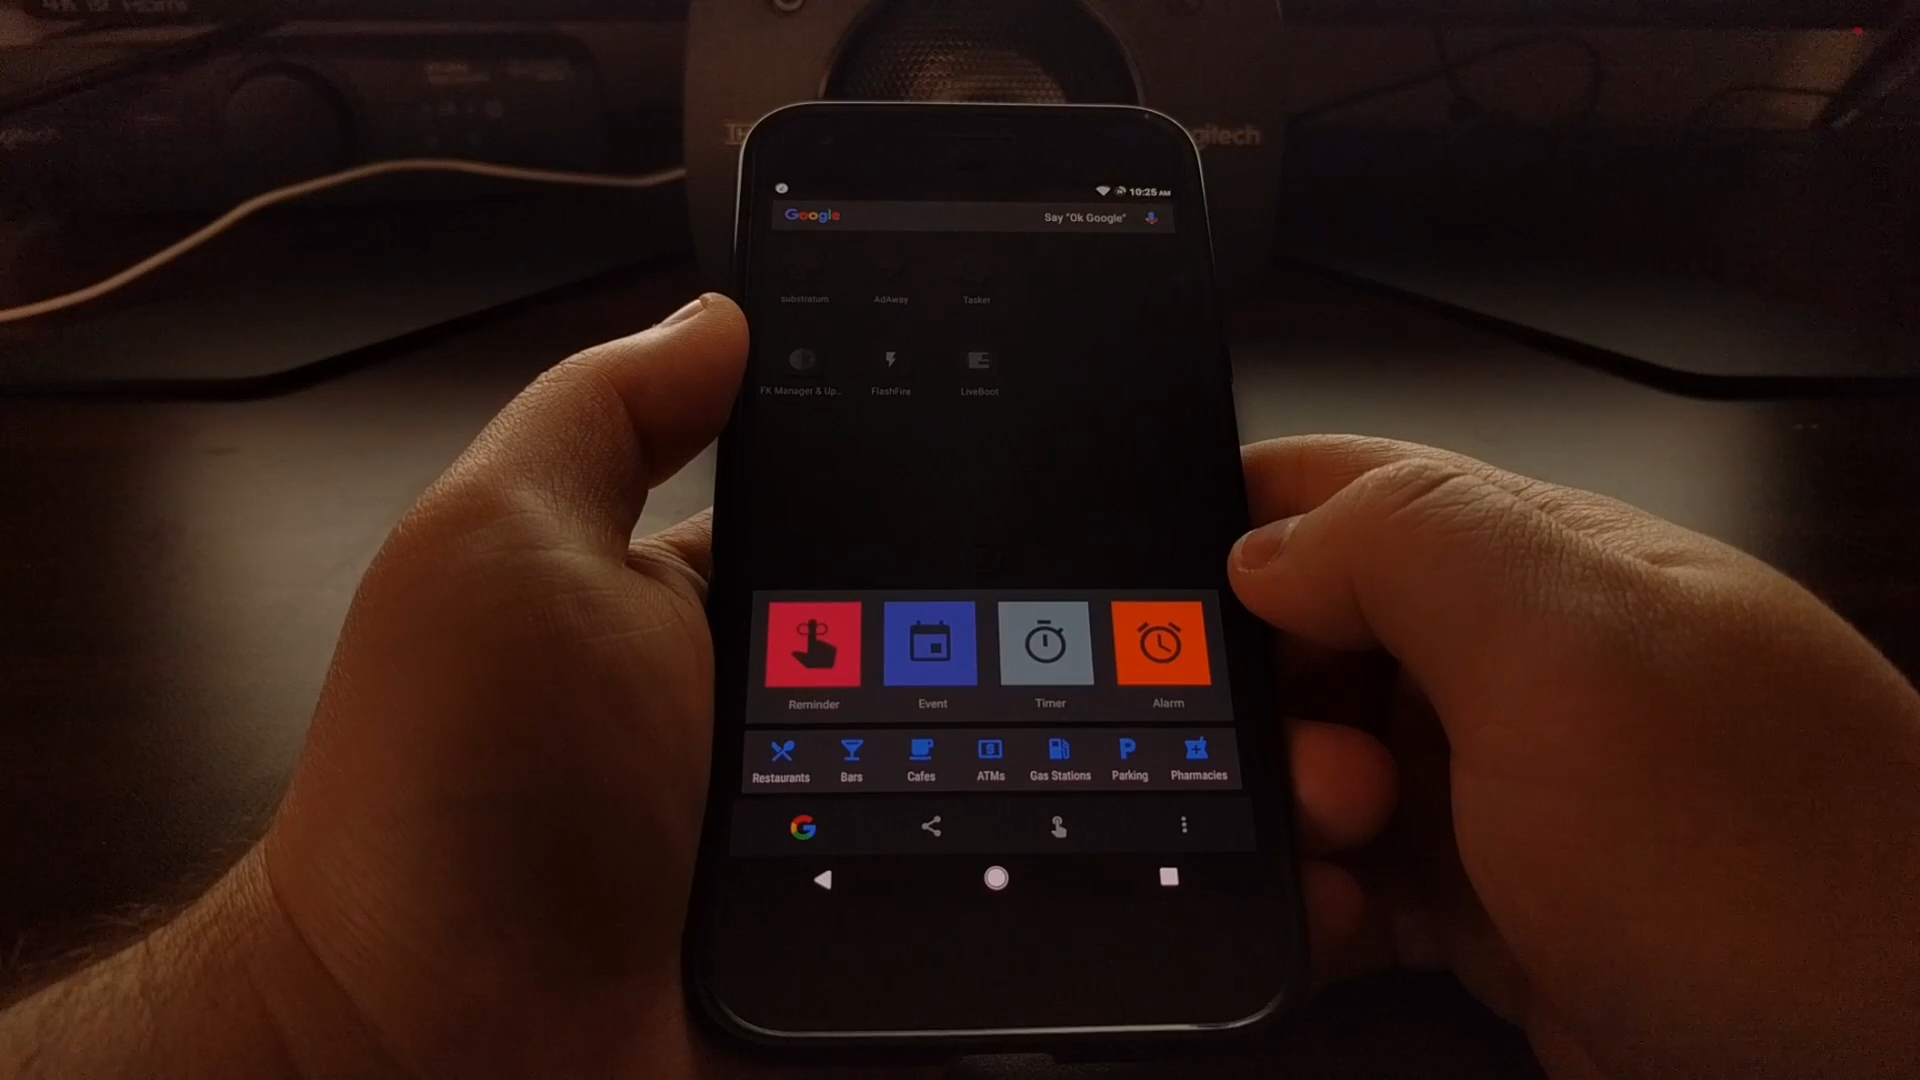 10:25 AM
Google Say "Ok Google"
substratum AdAway Tasker
FK Manager & Up... FlashFire LiveBoot
Reminder Event Timer Alarm
Restaurants Bars Cafes ATMs Gas Stations Parking Pharmacies